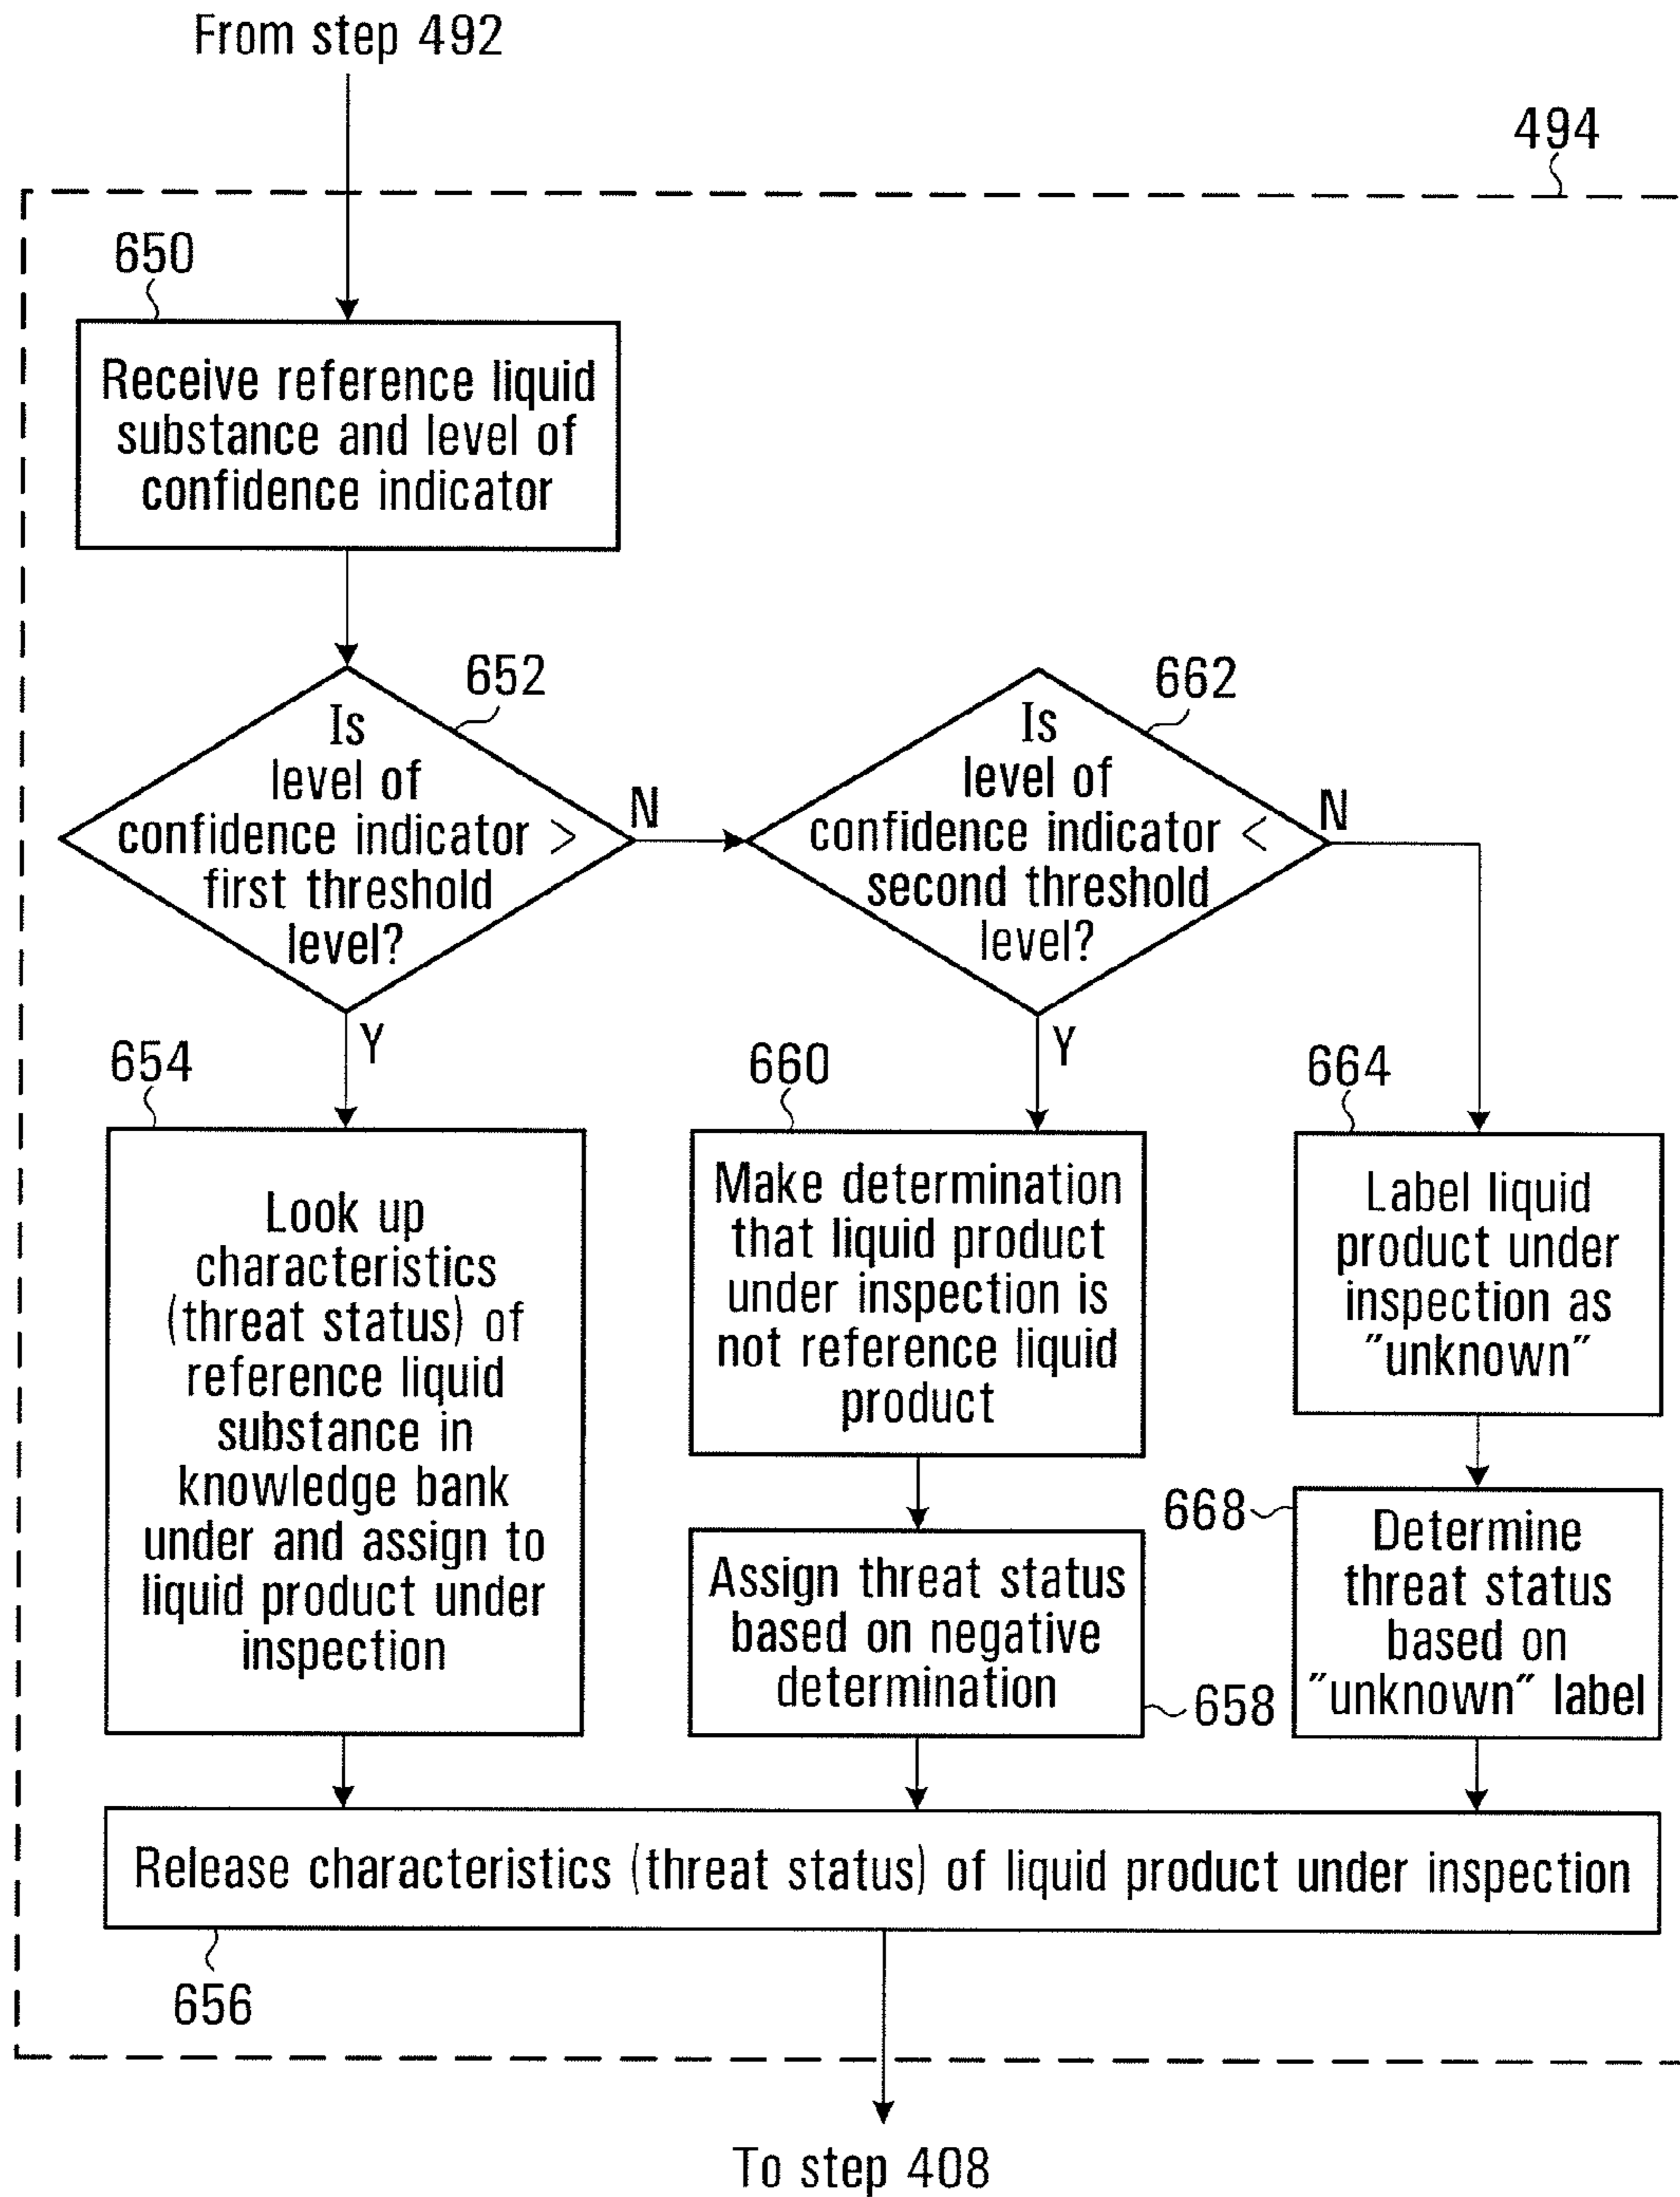 From step 492
494
650
Receive reference liquid
substance and level of
confidence indicator
652
Is
level of
confidence indicator >
first threshold
level?
N
Y
662
Is
level of
confidence indicator <
second threshold
level?
N
Y
654
Look up
characteristics
(threat status) of
reference liquid
substance in
knowledge bank
under and assign to
liquid product under
inspection
660
Make determination
that liquid product
under inspection is
not reference liquid
product
664
Label liquid
product under
inspection as
"unknown"
Assign threat status
based on negative
determination
658
668
Determine
threat status
based on
"unknown" label
Release characteristics (threat status) of liquid product under inspection
656
To step 408